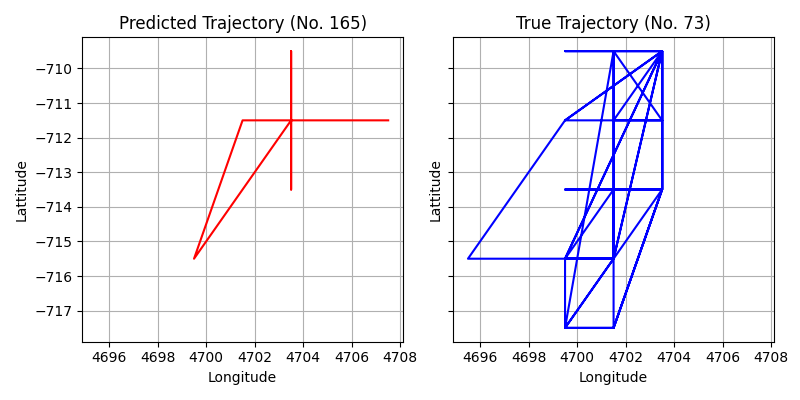 Predicted Trajectory (No. 165)
Lattitude
−710
−711
−712
−713
−714
−715
−716
−717
4696 4698 4700 4702 4704 4706 4708
Longitude
True Trajectory (No. 73)
Lattitude
4696 4698 4700 4702 4704 4706 4708
Longitude